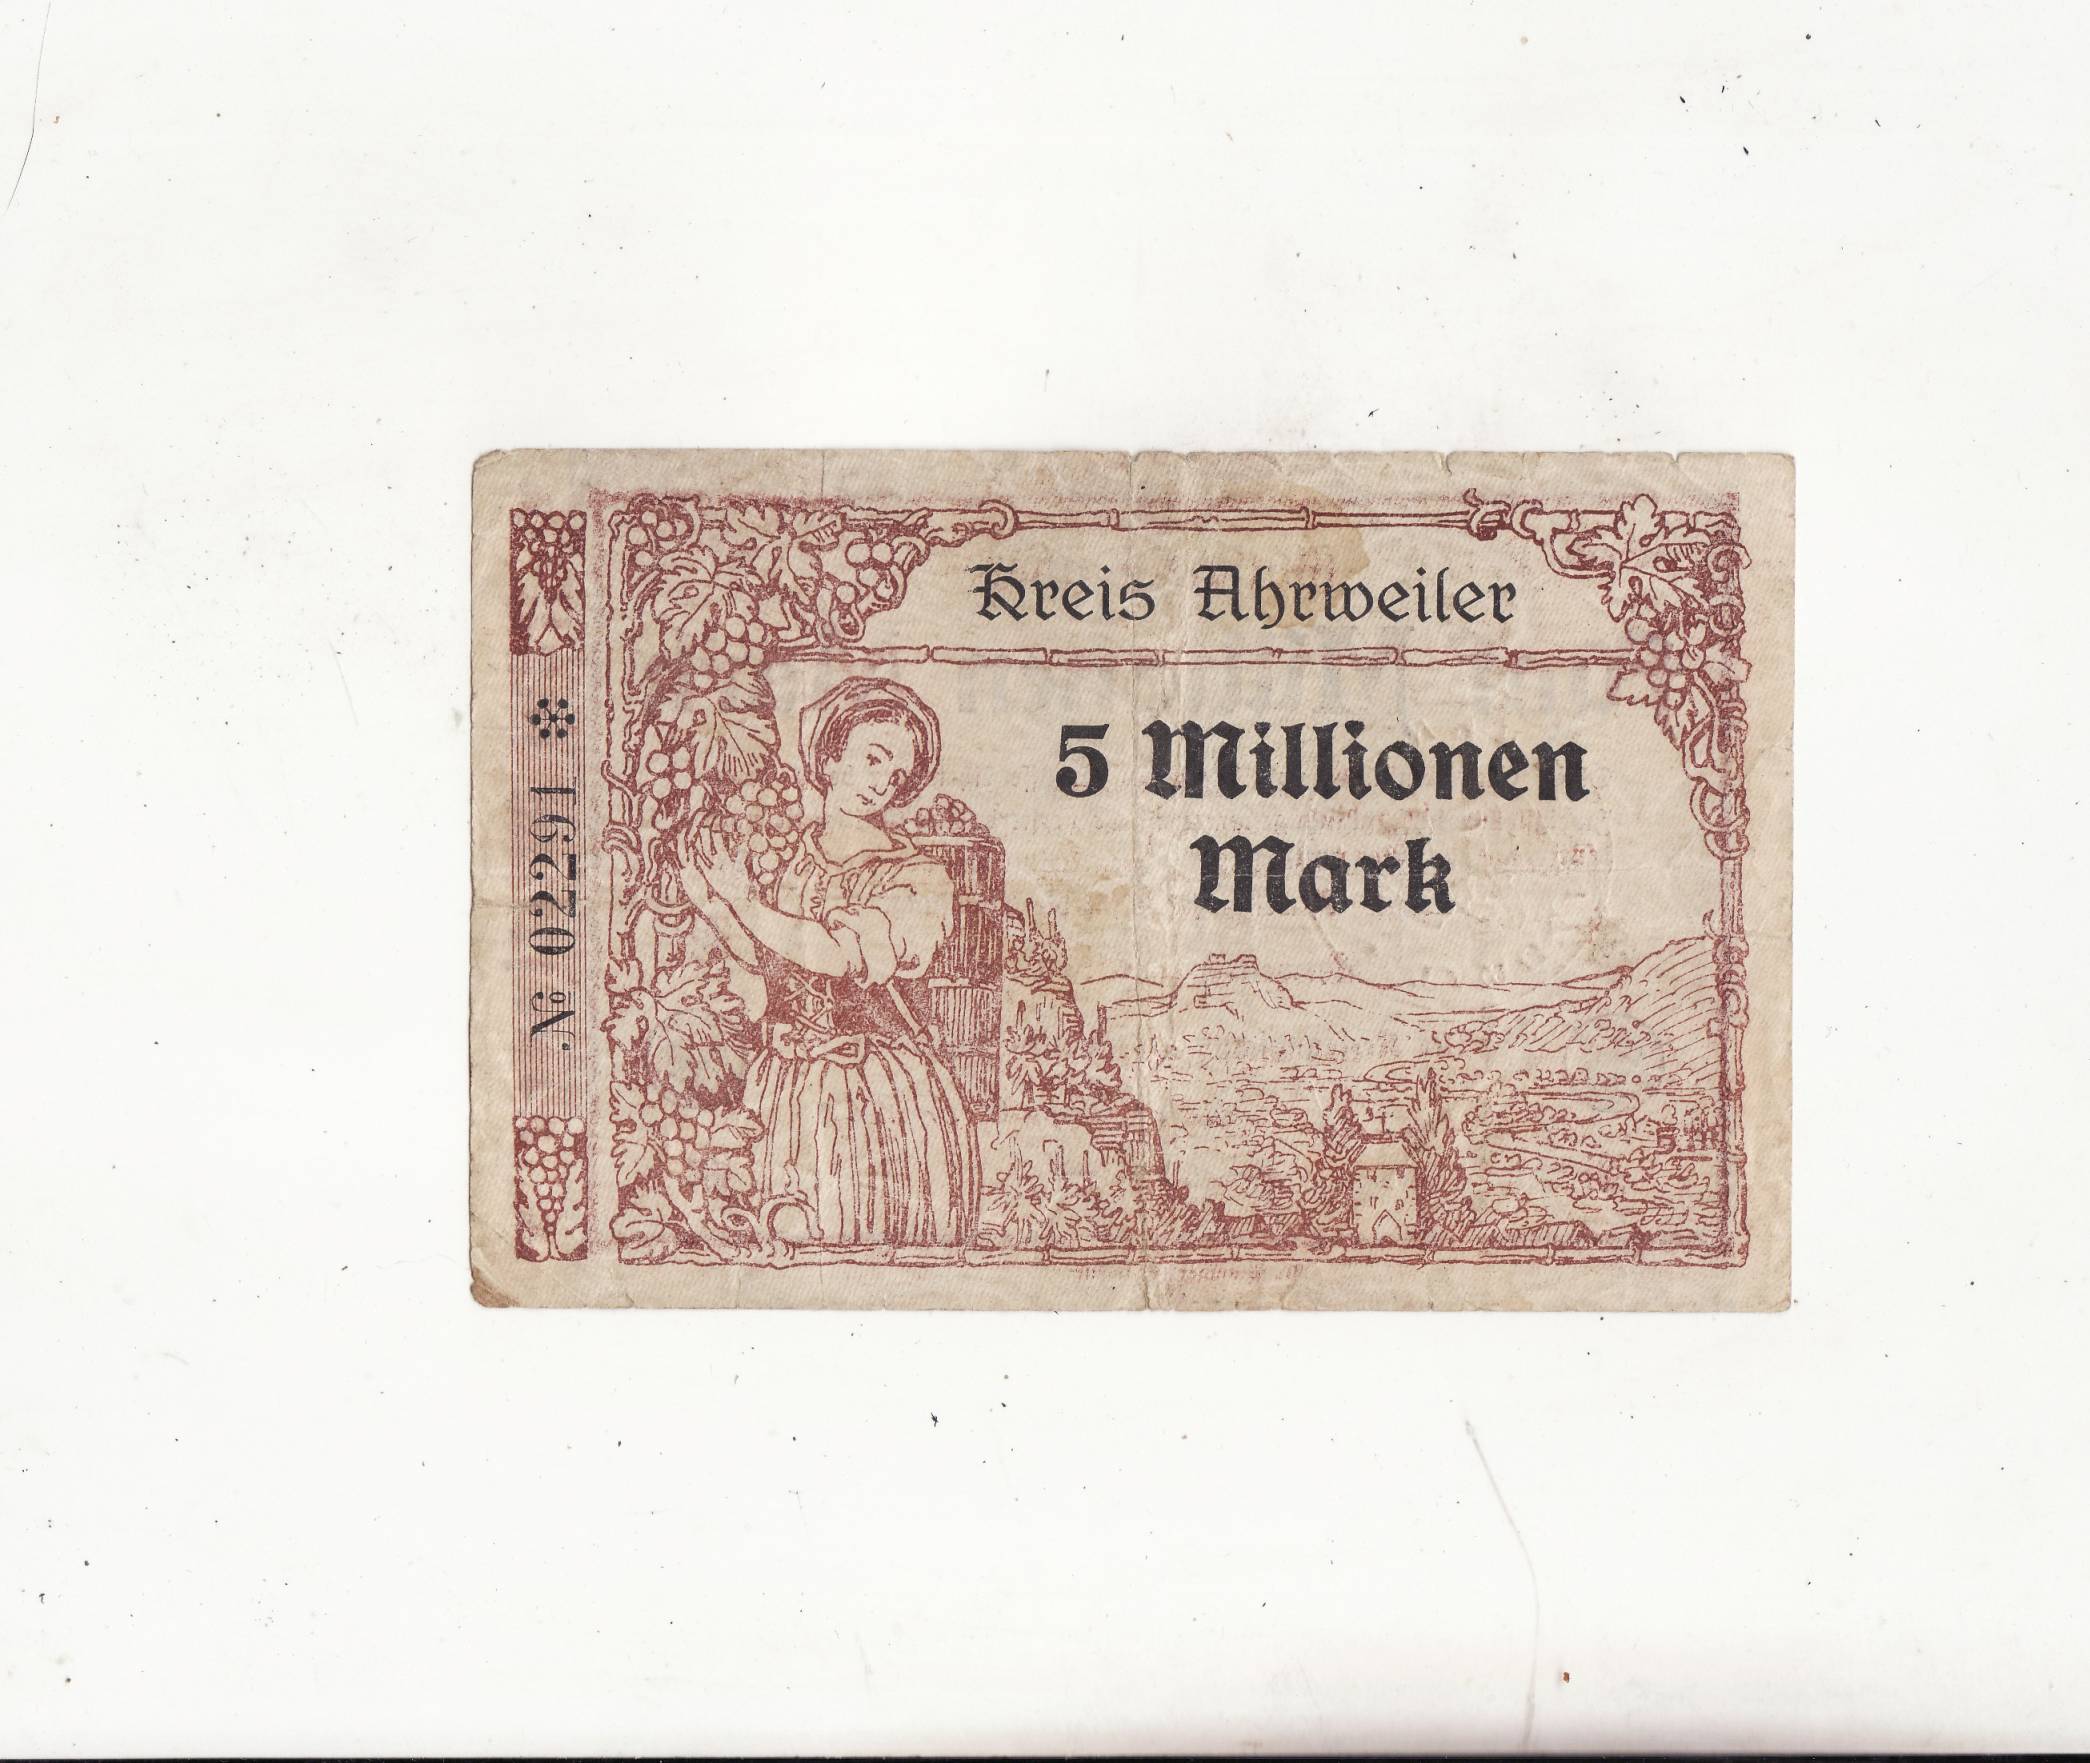 Kreis Ahrweiler
5 Millionen
Mark
№ 02291